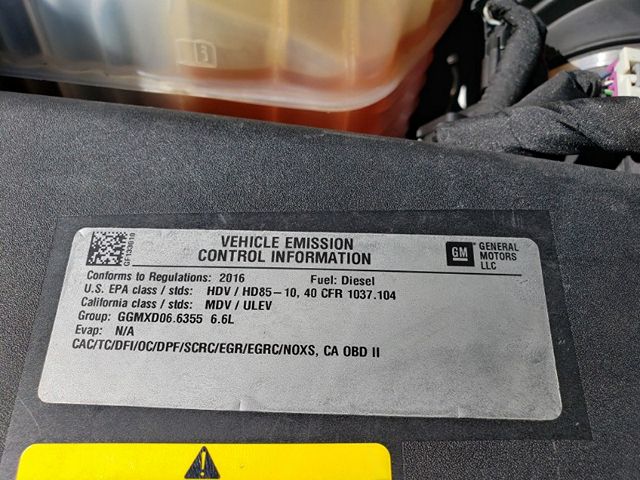 VEHICLE EMISSION
CONTROL INFORMATION
GM
GENERAL
MOTORS
LLC
Conforms to Regulations: 2016 Fuel: Diesel
U.S. EPA class / stds: HDV / HD85-10, 40 CFR 1037.104
California class / stds: MDV / ULEV
Group: GGMXD06.6355 6.6L
Evap: N/A
CAC/TC/DFI/OC/DPF/SCRC/EGR/EGRC/NOXS, CA OBD II